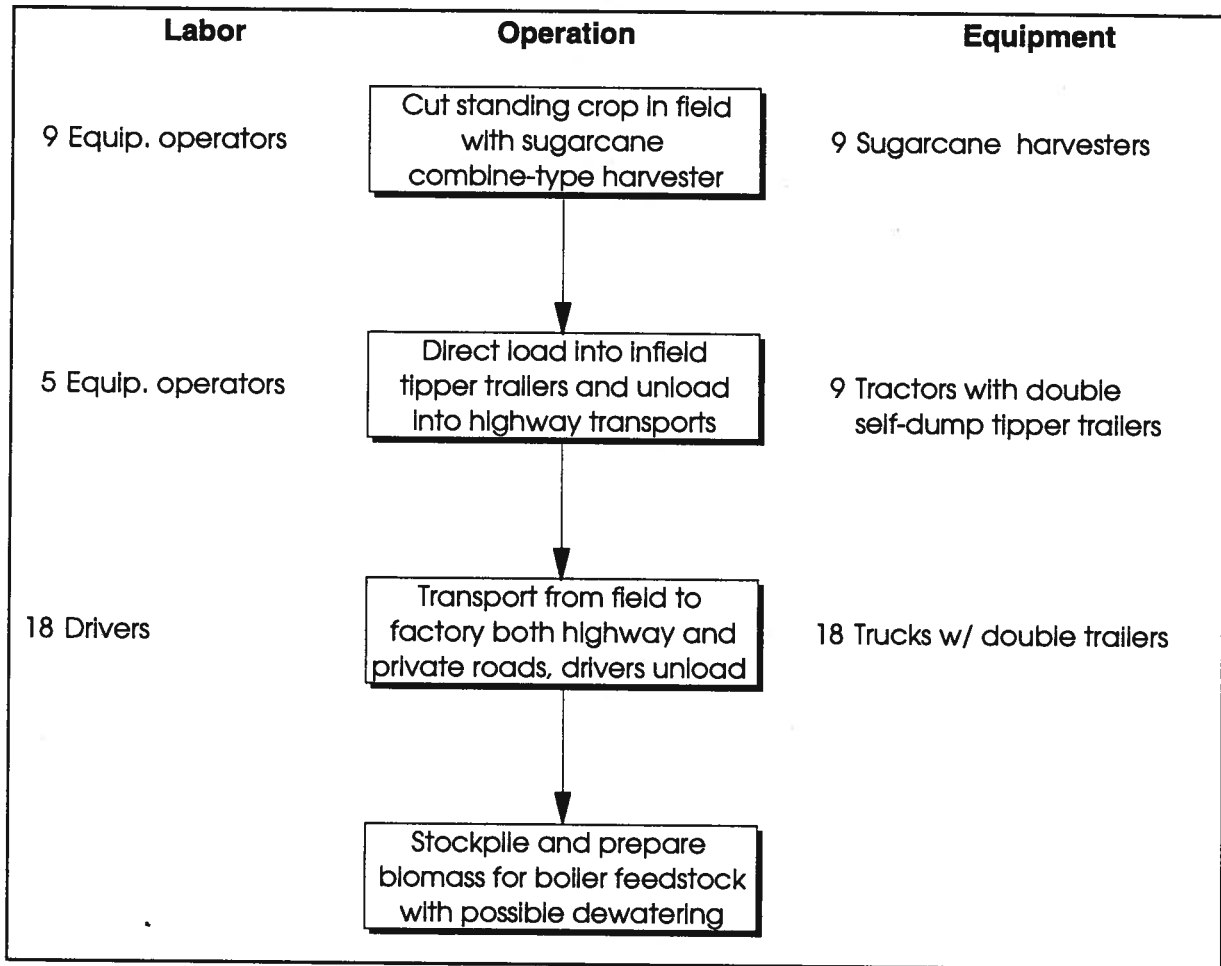 Labor
Operation
Equipment
9 Equip. operators
Cut standing crop in field
with sugarcane
combine-type harvester
9 Sugarcane harvesters
5 Equip. operators
Direct load into infield
tipper trailers and unload
into highway transports
9 Tractors with double
self-dump tipper trailers
18 Drivers
Transport from field to
factory both highway and
private roads, drivers unload
18 Trucks w/ double trailers
Stockpile and prepare
biomass for boiler feedstock
with possible dewatering